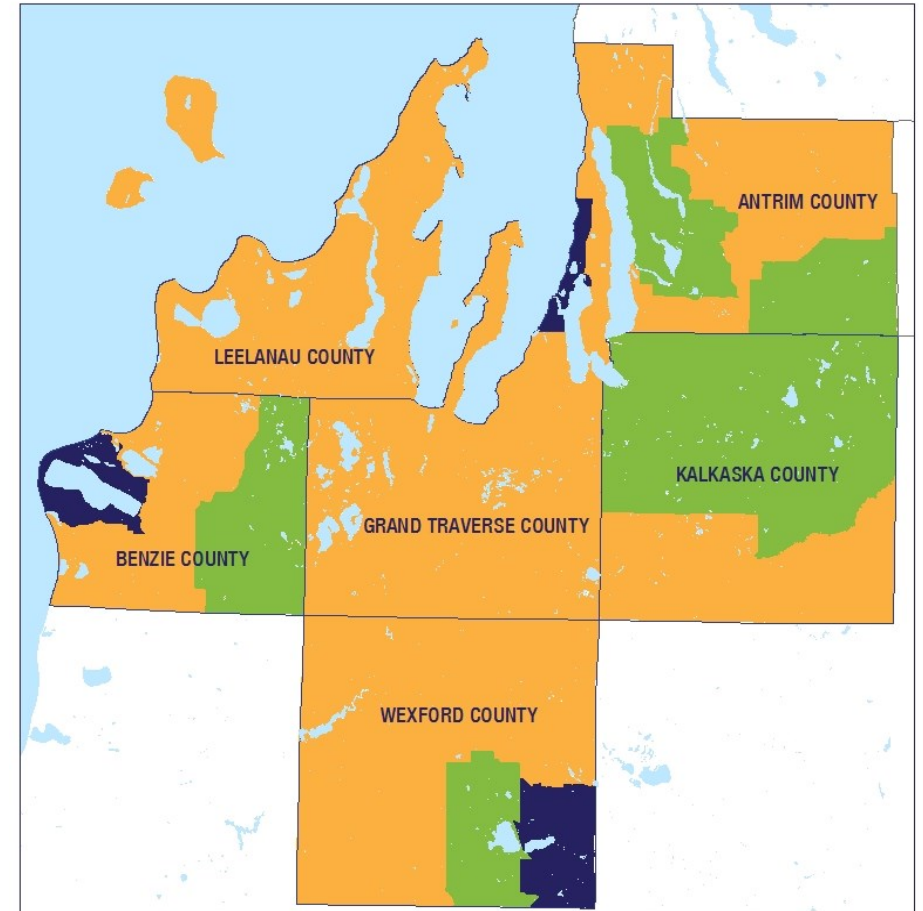 ANTRIM COUNTY
LEELANAU COUNTY
KALKASKA COUNTY
GRAND TRAVERSE COUNTY
BENZIE COUNTY
WEXFORD COUNTY